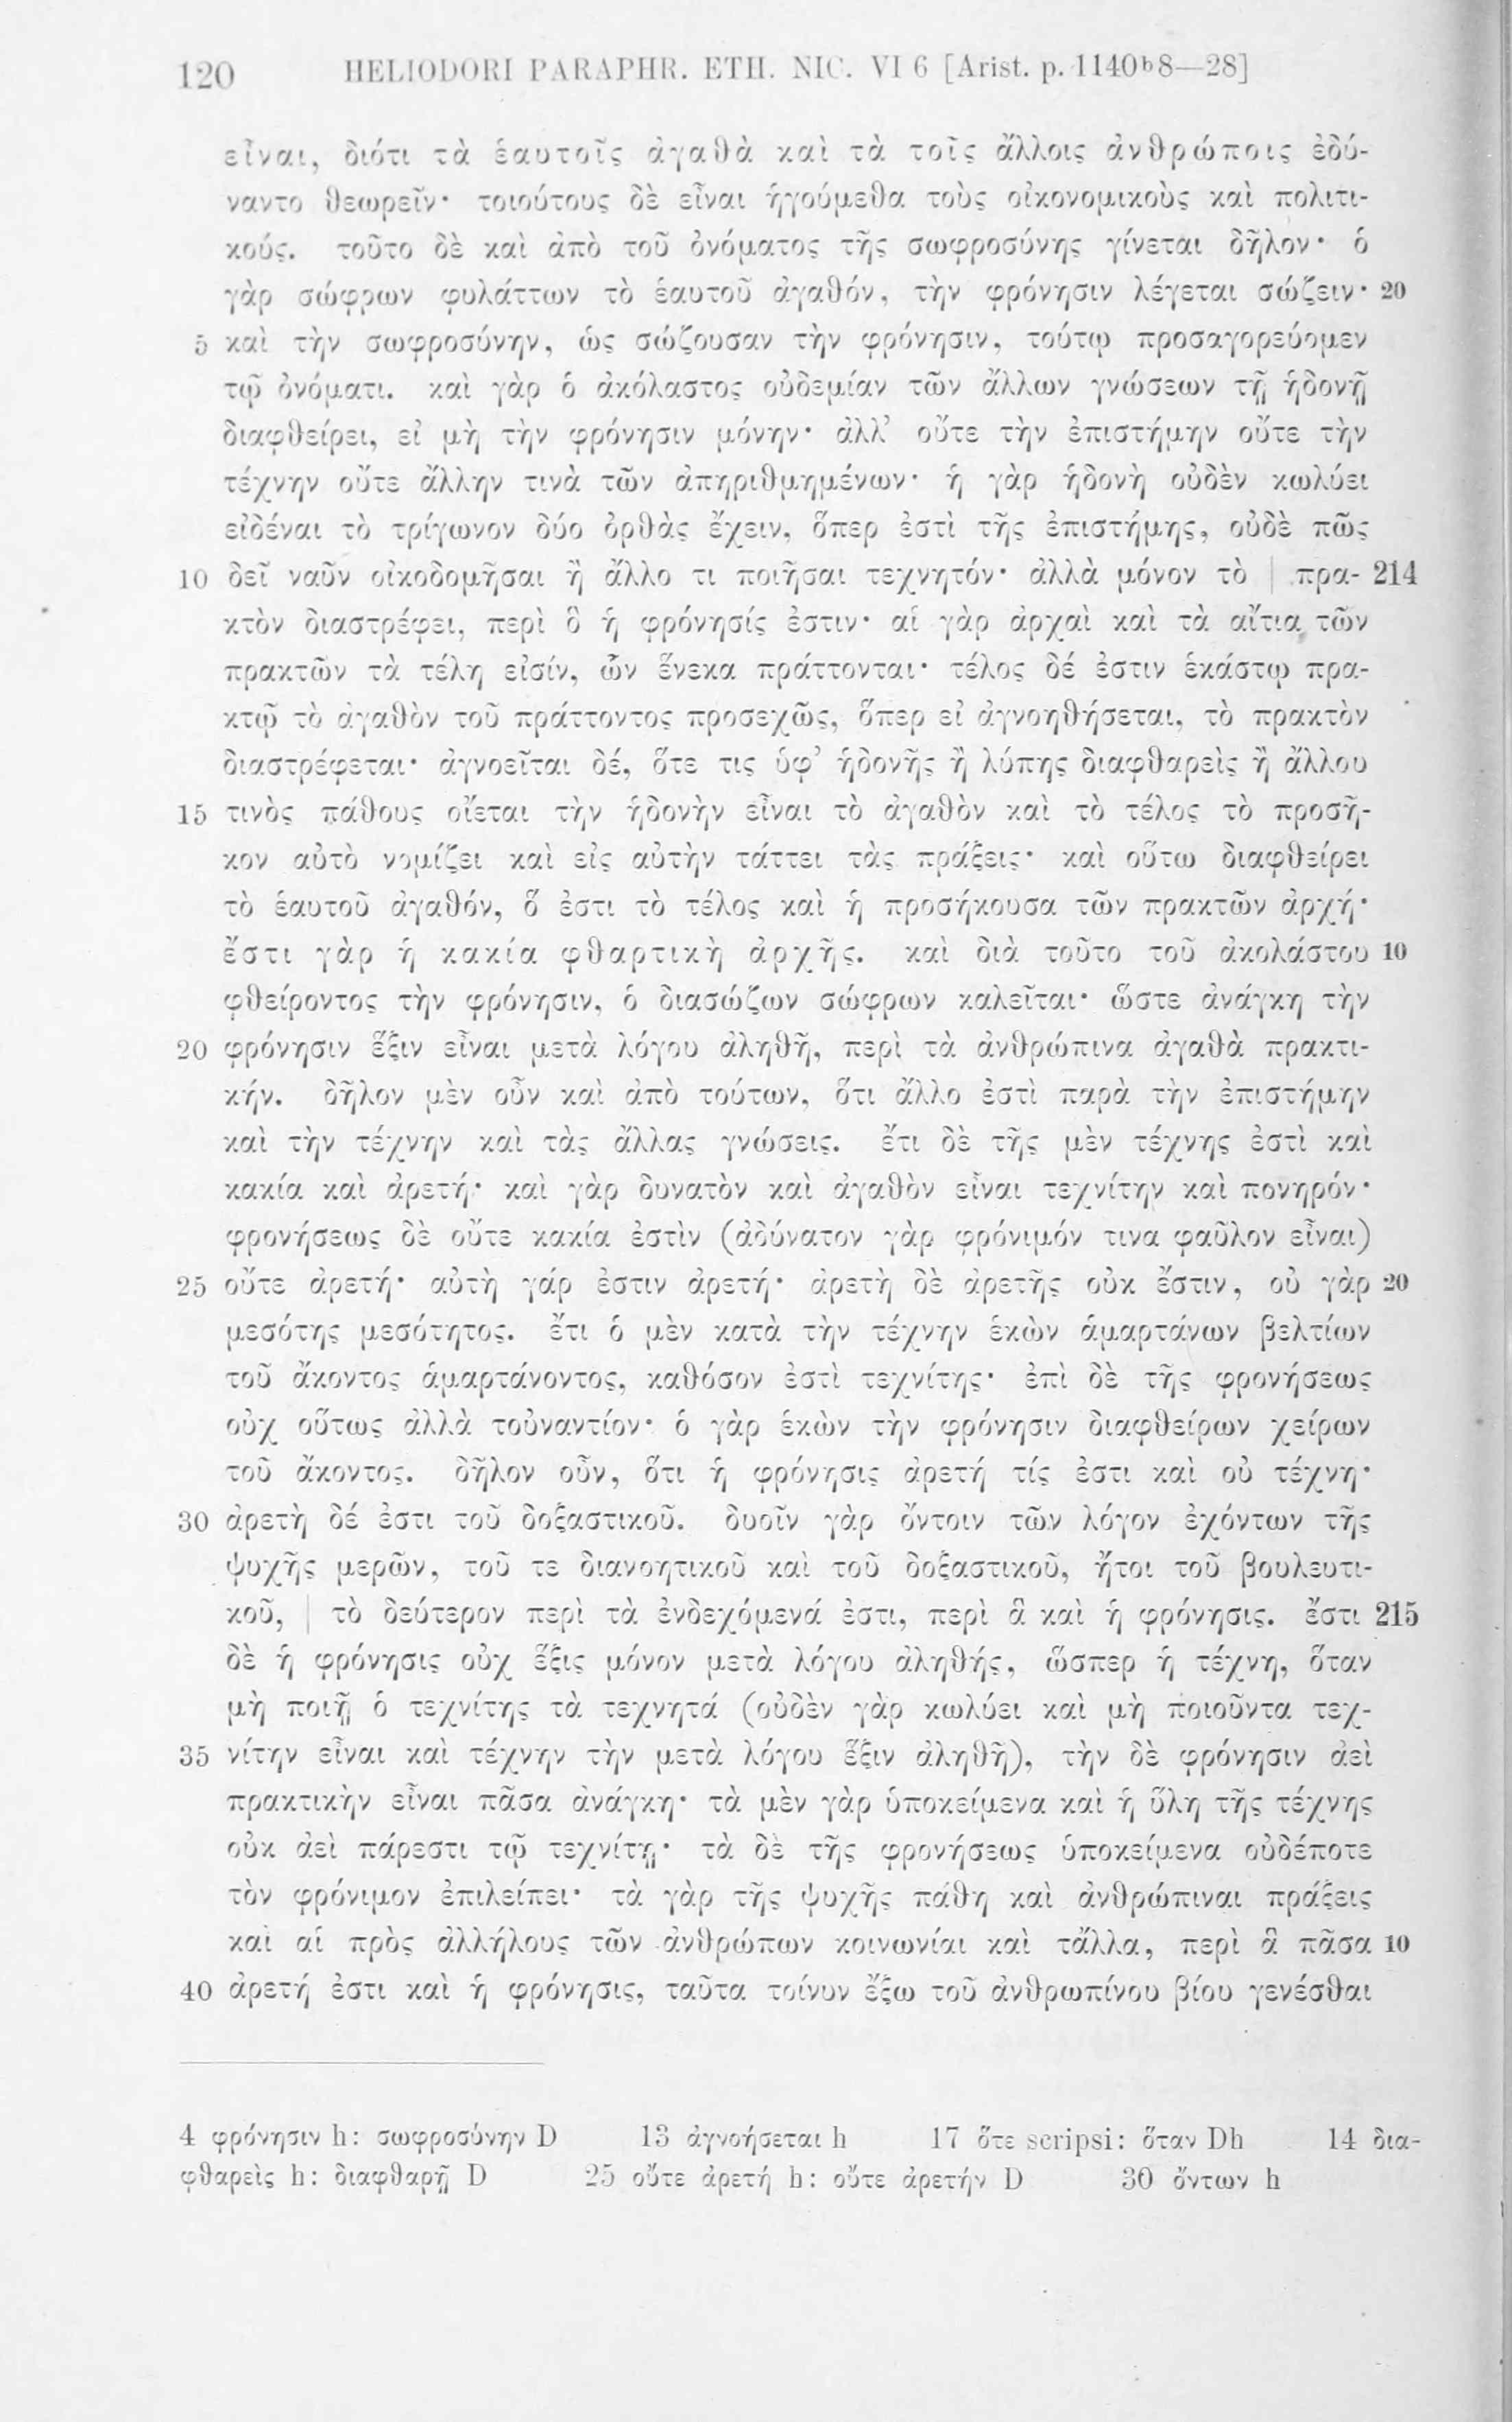 120 HELIODORI PARAPHR. ETH. NIC. VI 6 [Arist. p. 1140ᵇ8—28]
εἶναι, διότι τὰ ἑαυτοῖς ἀγαθὰ καὶ τὰ τοῖς ἄλλοις ἀνθρώποις ἐδύ-
ναντο θεωρεῖν· τοιούτους δὲ εἶναι ἡγούμεθα τοὺς οἰκονομικοὺς καὶ πολιτι-
κούς. τοῦτο δὲ καὶ ἀπὸ τοῦ ὀνόματος τῆς σωφροσύνης γίνεται δῆλον· ὁ
γὰρ σώφρων φυλάττων τὸ ἑαυτοῦ ἀγαθόν, τὴν φρόνησιν λέγεται σώζειν· 20
5 καὶ τὴν σωφροσύνην, ὡς σώζουσαν τὴν φρόνησιν, τούτῳ προσαγορεύομεν
τῷ ὀνόματι. καὶ γὰρ ὁ ἀκόλαστος οὐδεμίαν τῶν ἄλλων γνώσεων τῇ ἡδονῇ
διαφθείρει, εἰ μὴ τὴν φρόνησιν μόνην· ἀλλ’ οὔτε τὴν ἐπιστήμην οὔτε τὴν
τέχνην οὔτε ἄλλην τινὰ τῶν ἀπηριθμημένων· ἡ γὰρ ἡδονὴ οὐδὲν κωλύει
εἰδέναι τὸ τρίγωνον δύο ὀρθὰς ἔχειν, ὅπερ ἐστὶ τῆς ἐπιστήμης, οὐδὲ πῶς
10 δεῖ ναῦν οἰκοδομῆσαι ἢ ἄλλο τι ποιῆσαι τεχνητόν· ἀλλὰ μόνον τὸ | πρα- 214
κτὸν διαστρέφει, περὶ ὃ ἡ φρόνησίς ἐστιν· αἱ γὰρ ἀρχαὶ καὶ τὰ αἴτια τῶν
πρακτῶν τὰ τέλη εἰσίν, ὧν ἕνεκα πράττονται· τέλος δέ ἐστιν ἑκάστῳ πρα-
κτῷ τὸ ἀγαθὸν τοῦ πράττοντος προσεχῶς, ὅπερ εἰ ἀγνοηθήσεται, τὸ πρακτὸν
διαστρέφεται· ἀγνοεῖται δέ, ὅτε τις ὑφ’ ἡδονῆς ἢ λύπης διαφθαρεὶς ἢ ἄλλου
15 τινὸς πάθους οἴεται τὴν ἡδονὴν εἶναι τὸ ἀγαθὸν καὶ τὸ τέλος τὸ προσῆ-
κον αὐτὸ νομίζει καὶ εἰς αὐτὴν τάττει τὰς πράξεις· καὶ οὕτω διαφθείρει
τὸ ἑαυτοῦ ἀγαθόν, ὅ ἐστι τὸ τέλος καὶ ἡ προσήκουσα τῶν πρακτῶν ἀρχή·
ἔστι γὰρ ἡ κακία φθαρτικὴ ἀρχῆς. καὶ διὰ τοῦτο τοῦ ἀκολάστου 10
φθείροντος τὴν φρόνησιν, ὁ διασώζων σώφρων καλεῖται· ὥστε ἀνάγκη τὴν
20 φρόνησιν ἕξιν εἶναι μετὰ λόγου ἀληθῆ, περὶ τὰ ἀνθρώπινα ἀγαθὰ πρακτι-
κήν. δῆλον μὲν οὖν καὶ ἀπὸ τούτων, ὅτι ἄλλο ἐστὶ παρὰ τὴν ἐπιστήμην
καὶ τὴν τέχνην καὶ τὰς ἄλλας γνώσεις. ἔτι δὲ τῆς μὲν τέχνης ἐστὶ καὶ
κακία καὶ ἀρετή· καὶ γὰρ δυνατὸν καὶ ἀγαθὸν εἶναι τεχνίτην καὶ πονηρόν·
φρονήσεως δὲ οὔτε κακία ἐστὶν (ἀδύνατον γὰρ φρόνιμόν τινα φαῦλον εἶναι)
25 οὔτε ἀρετή· αὐτὴ γάρ ἐστιν ἀρετή· ἀρετὴ δὲ ἀρετῆς οὐκ ἔστιν, οὐ γὰρ 20
μεσότης μεσότητος. ἔτι ὁ μὲν κατὰ τὴν τέχνην ἑκὼν ἁμαρτάνων βελτίων
τοῦ ἄκοντος ἁμαρτάνοντος, καθόσον ἐστὶ τεχνίτης· ἐπὶ δὲ τῆς φρονήσεως
οὐχ οὕτως ἀλλὰ τοὐναντίον· ὁ γὰρ ἑκὼν τὴν φρόνησιν διαφθείρων χείρων
τοῦ ἄκοντος. δῆλον οὖν, ὅτι ἡ φρόνησις ἀρετή τίς ἐστι καὶ οὐ τέχνη·
30 ἀρετὴ δέ ἐστι τοῦ δοξαστικοῦ. δυοῖν γὰρ ὄντοιν τῶν λόγον ἐχόντων τῆς
ψυχῆς μερῶν, τοῦ τε διανοητικοῦ καὶ τοῦ δοξαστικοῦ, ἤτοι τοῦ βουλευτι-
κοῦ, | τὸ δεύτερον περὶ τὰ ἐνδεχόμενά ἐστι, περὶ ἃ καὶ ἡ φρόνησις. ἔστι 215
δὲ ἡ φρόνησις οὐχ ἕξις μόνον μετὰ λόγου ἀληθής, ὥσπερ ἡ τέχνη, ὅταν
μὴ ποιῇ ὁ τεχνίτης τὰ τεχνητά (οὐδὲν γὰρ κωλύει καὶ μὴ ποιοῦντα τεχ-
35 νίτην εἶναι καὶ τέχνην τὴν μετὰ λόγου ἕξιν ἀληθῆ), τὴν δὲ φρόνησιν ἀεὶ
πρακτικὴν εἶναι πᾶσα ἀνάγκη· τὰ μὲν γὰρ ὑποκείμενα καὶ ἡ ὕλη τῆς τέχνης
οὐκ ἀεὶ πάρεστι τῷ τεχνίτῃ· τὰ δὲ τῆς φρονήσεως ὑποκείμενα οὐδέποτε
τὸν φρόνιμον ἐπιλείπει· τὰ γὰρ τῆς ψυχῆς πάθη καὶ ἀνθρώπιναι πράξεις
καὶ αἱ πρὸς ἀλλήλους τῶν ἀνθρώπων κοινωνίαι καὶ τἄλλα, περὶ ἃ πᾶσα 10
40 ἀρετή ἐστι καὶ ἡ φρόνησις, ταῦτα τοίνυν ἔξω τοῦ ἀνθρωπίνου βίου γενέσθαι
4 φρόνησιν h: σωφροσύνην D 13 ἀγνοήσεται h 17 ὅτε scripsi: ὅταν Dh 14 δια-
φθαρεὶς h: διαφθαρῇ D 25 οὔτε ἀρετή h: οὔτε ἀρετήν D 30 ὄντων h